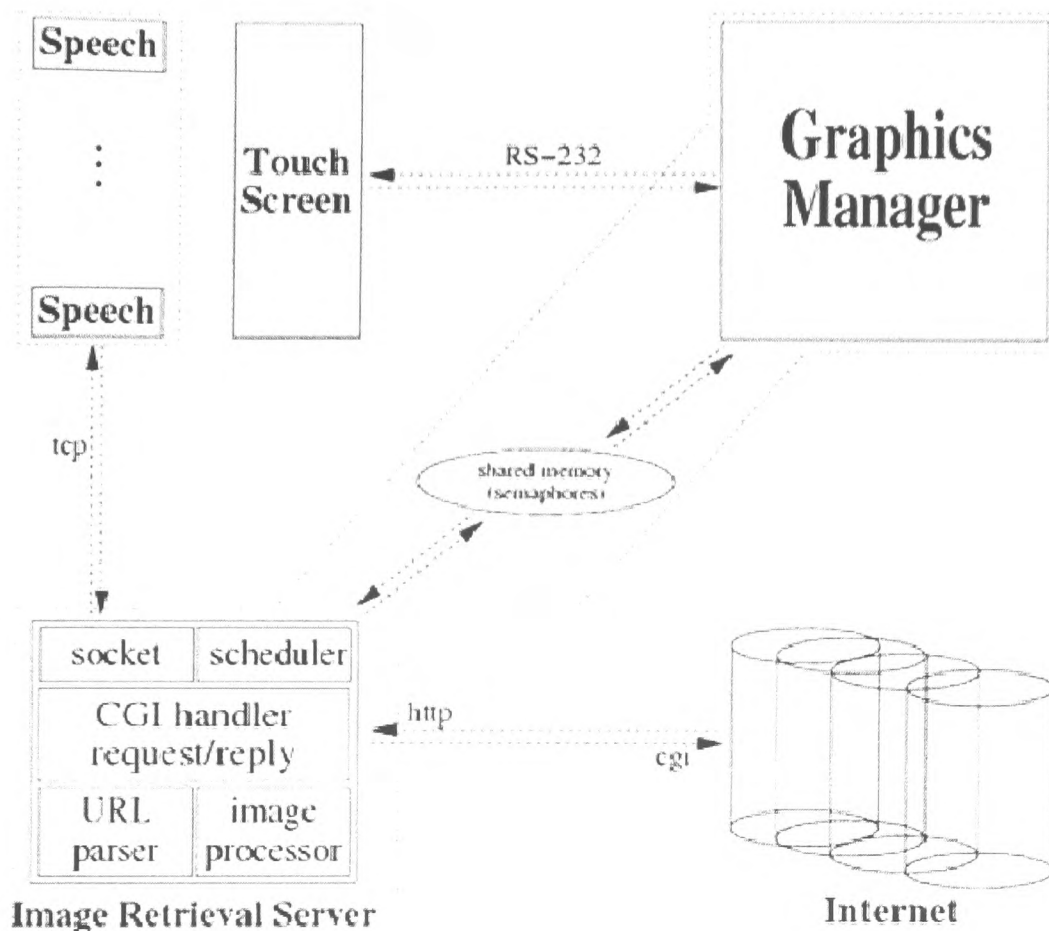 Speech
Touch
Screen
RS-232
Graphics
Manager
Speech
tcp
shared memory
(semaphores)
socket
scheduler
CGI handler
request/reply
URL
parser
image
processor
http
cgi
Image Retrieval Server
Internet